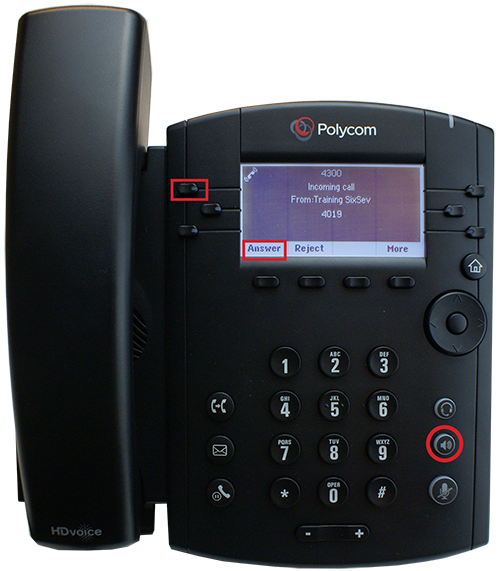 Polycom
4300
Incoming call
From:Training SixSev
4019
Answer Reject More
1 ABC 2 DEF 3
GHI 4 JKL 5 MNO 6
PQRS 7 TUV 8 WXYZ 9
* OPER 0 #
- +
HDvoice